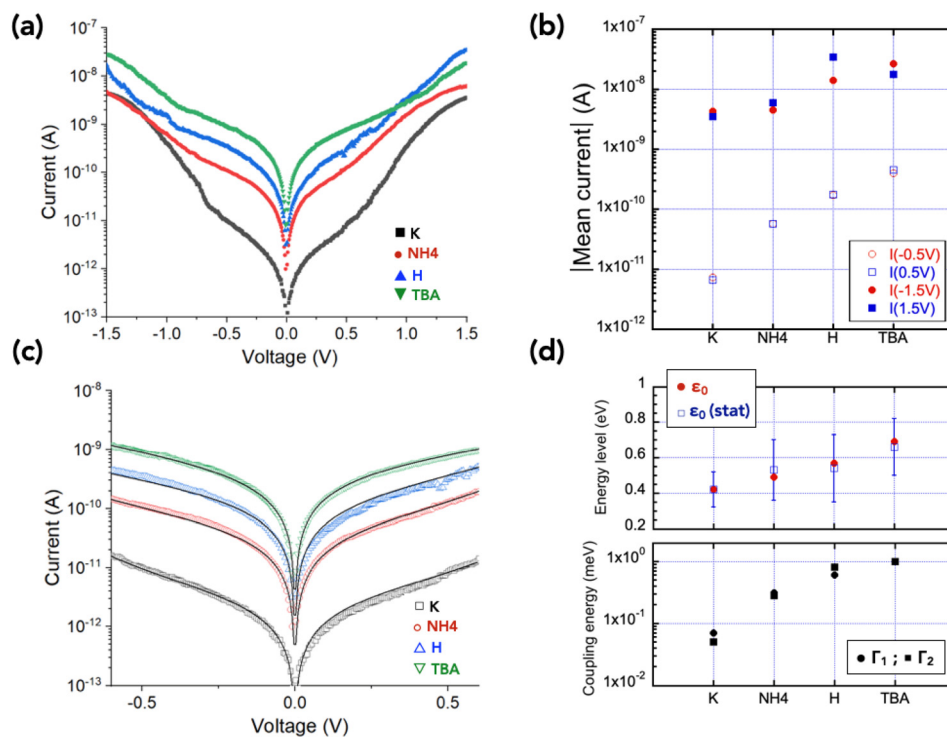 (a)
10⁻⁷
10⁻⁸
10⁻⁹
10⁻¹⁰
10⁻¹¹
10⁻¹²
10⁻¹³
Current (A)
K
NH4
H
TBA
-1.5 -1.0 -0.5 0.0 0.5 1.0 1.5
Voltage (V)
(b)
1x10⁻⁷
1x10⁻⁸
1x10⁻⁹
1x10⁻¹⁰
1x10⁻¹¹
1x10⁻¹²
|Mean current| (A)
I(-0.5V)
I(0.5V)
I(-1.5V)
I(1.5V)
K NH4 H TBA
(c)
10⁻⁸
10⁻⁹
10⁻¹⁰
10⁻¹¹
10⁻¹²
10⁻¹³
Current (A)
K
NH4
H
TBA
-0.5 0.0 0.5
Voltage (V)
(d)
ε₀
ε₀ (stat)
1
0.8
0.6
0.4
0.2
Energy level (eV)
1x10⁰
1x10⁻¹
1x10⁻²
Coupling energy (meV)
Γ₁ ; Γ₂
K NH4 H TBA